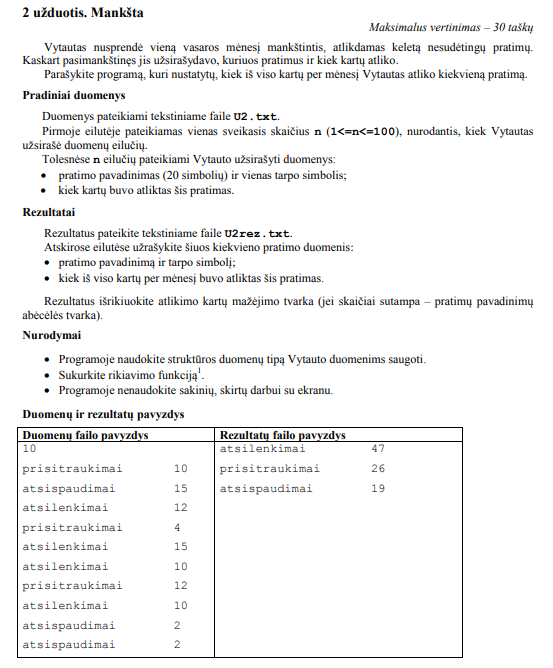 2 užduotis. Mankšta
Maksimalus vertinimas – 30 taškų
Vytautas nusprendė vieną vasaros mėnesį mankštintis, atlikdamas keletą nesudėtingų pratimų.
Kaskart pasimankštinęs jis užsirašydavo, kuriuos pratimus ir kiek kartų atliko.
Parašykite programą, kuri nustatytų, kiek iš viso kartų per mėnesį Vytautas atliko kiekvieną pratimą.
Pradiniai duomenys
Duomenys pateikiami tekstiniame faile U2.txt.
Pirmoje eilutėje pateikiamas vienas sveikasis skaičius n (1<=n<=100), nurodantis, kiek Vytautas
užsirašė duomenų eilučių.
Tolesnėse n eilučių pateikiami Vytauto užsirašyti duomenys:
• pratimo pavadinimas (20 simbolių) ir vienas tarpo simbolis;
• kiek kartų buvo atliktas šis pratimas.
Rezultatai
Rezultatus pateikite tekstiniame faile U2rez.txt.
Atskirose eilutėse užrašykite šiuos kiekvieno pratimo duomenis:
• pratimo pavadinimą ir tarpo simbolį;
• kiek iš viso kartų per mėnesį buvo atliktas šis pratimas.
Rezultatus išrikiuokite atlikimo kartų mažėjimo tvarka (jei skaičiai sutampa – pratimų pavadinimų
abėcėlės tvarka).
Nurodymai
• Programoje naudokite struktūros duomenų tipą Vytauto duomenims saugoti.
• Sukurkite rikiavimo funkciją1.
• Programoje nenaudokite sakinių, skirtų darbui su ekranu.
Duomenų ir rezultatų pavyzdys
Duomenų failo pavyzdys Rezultatų failo pavyzdys
10 atsilenkimai 47
prisitraukimai 10 prisitraukimai 26
atsispaudimai 15 atsispaudimai 19
atsilenkimai 12
prisitraukimai 4
atsilenkimai 15
atsilenkimai 10
prisitraukimai 12
atsilenkimai 10
atsispaudimai 2
atsispaudimai 2